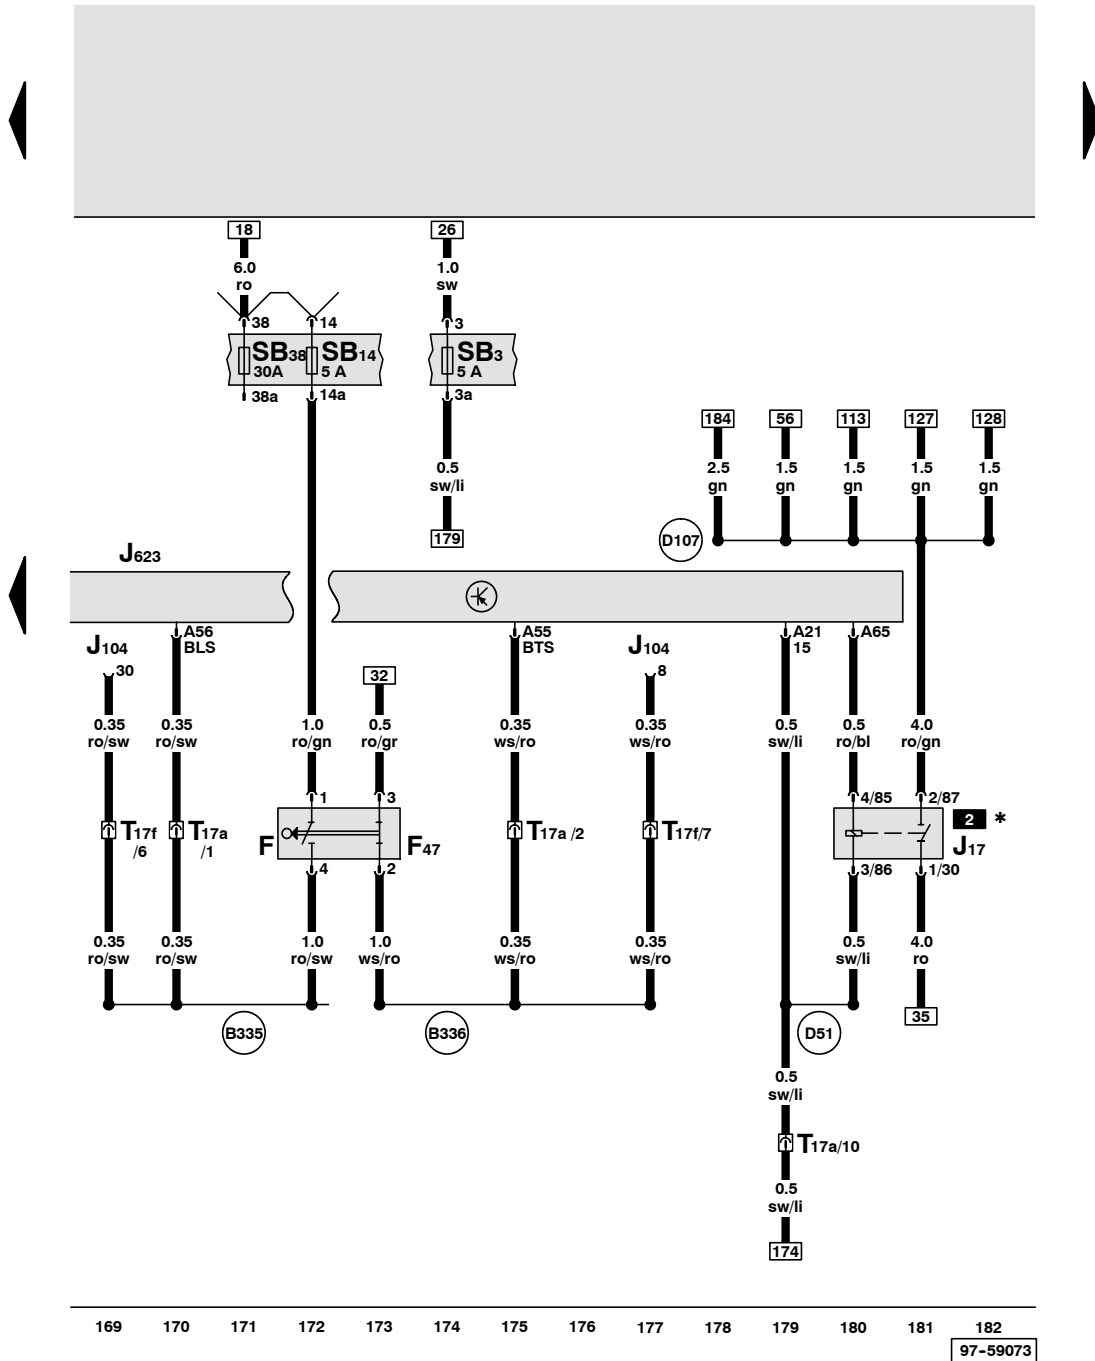 18 26
6.0 1.0
ro sw
38 14 3
SB38 SB14 SB3
30A 5 A 5 A
38a 14a 3a
184 56 113 127 128
0.5 2.5 1.5 1.5 1.5 1.5
sw/li gn gn gn gn gn
179 D107
J623
A56 A55 A21 A65
J104 BLS BTS J104 15
30 32 8
0.35 0.35 1.0 0.5 0.35 0.35 0.5 0.5 4.0
ro/sw ro/sw ro/gn ro/gr ws/ro ws/ro sw/li ro/bl ro/gn
1 3 4/85 2/87
2 *
T17f T17a T17a /2 T17f/7
/6 /1 F F47 J17
4 2 3/86 1/30
0.35 0.35 1.0 1.0 0.35 0.35 0.5 4.0
ro/sw ro/sw ro/sw ws/ro ws/ro ws/ro sw/li ro
35
B335 B336 D51
0.5
sw/li
T17a/10
0.5
sw/li
174
169 170 171 172 173 174 175 176 177 178 179 180 181 182
97-59073